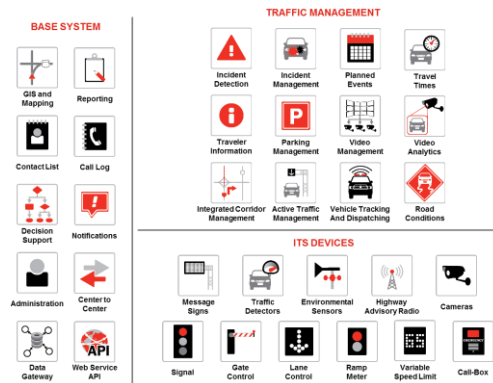 BASE SYSTEM
GIS and
Mapping
Reporting
Contact List
Call Log
Decision
Support
Notifications
Administration
Center to
Center
Data
Gateway
API
Web Service
API
TRAFFIC MANAGEMENT
Incident
Detection
Incident
Management
Planned
Events
Travel
Times
Traveler
Information
P
Parking
Management
Video
Management
Video
Analytics
Integrated Corridor
Management
Active Traffic
Management
Vehicle Tracking
And Dispatching
Road
Conditions
ITS DEVICES
Message
Signs
Traffic
Detectors
Environmental
Sensors
Highway
Advisory Radio
Cameras
Signal
Gate
Control
Lane
Control
Ramp
Meter
65
Variable
Speed Limit
Call-Box